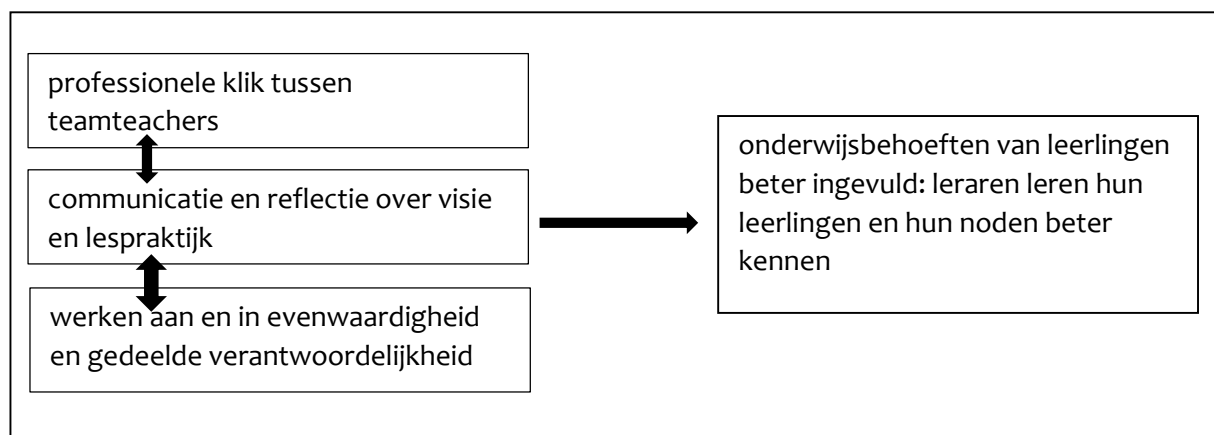 professionele klik tussen
teamteachers
communicatie en reflectie over visie
en lespraktijk
werken aan en in evenwaardigheid
en gedeelde verantwoordelijkheid
onderwijsbehoeften van leerlingen
beter ingevuld: leraren leren hun
leerlingen en hun noden beter
kennen